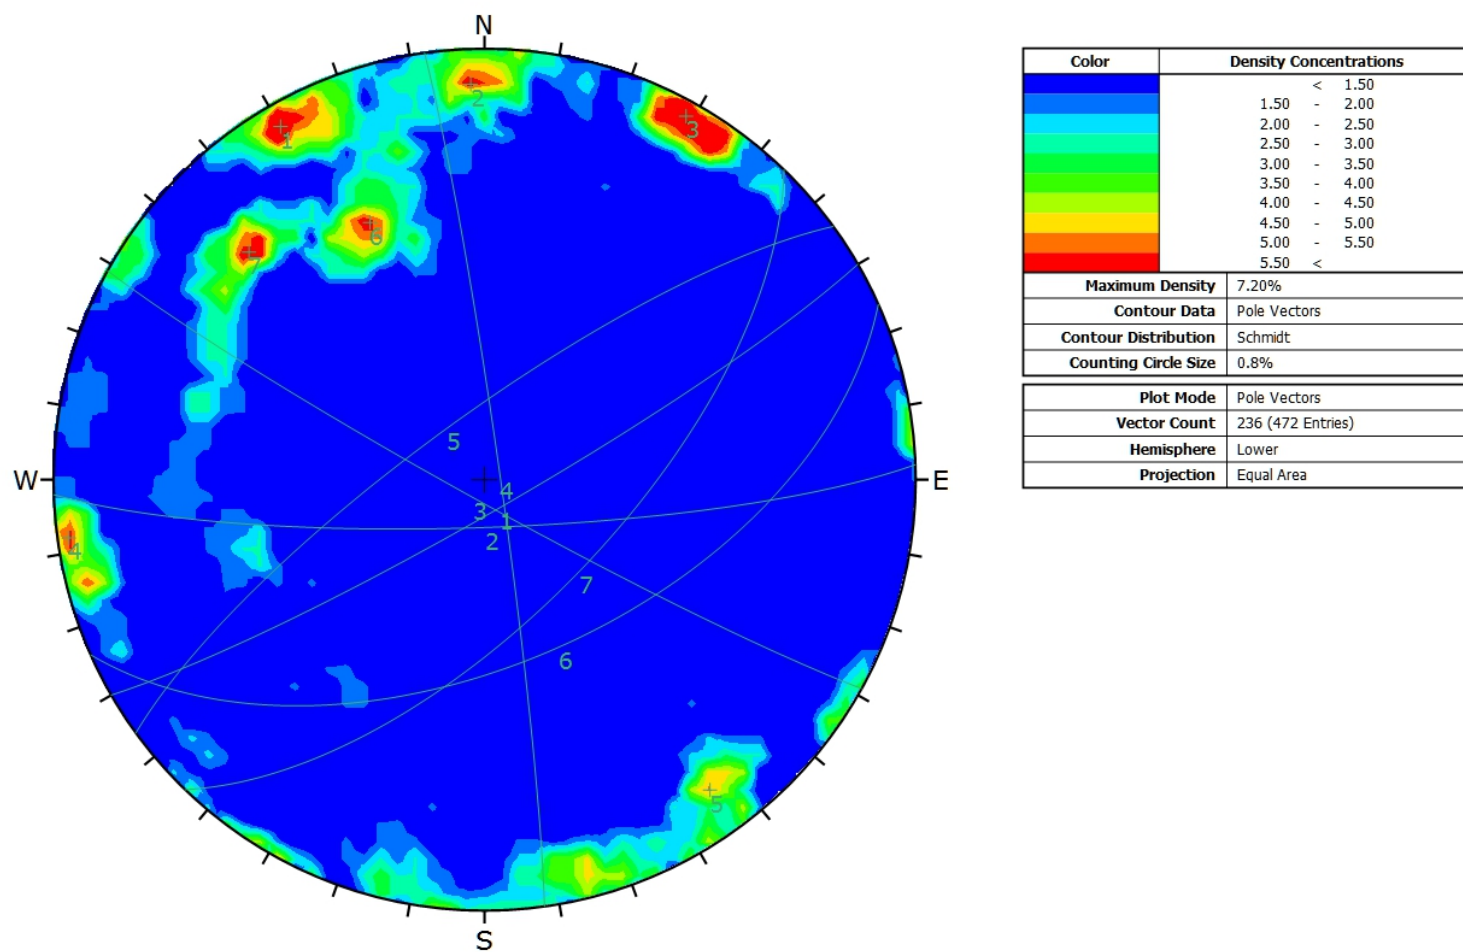 N
1
2
3
6
7
5
W
E
4
3
1
2
4
7
6
5
S
Color Density Concentrations
< 1.50
1.50 - 2.00
2.00 - 2.50
2.50 - 3.00
3.00 - 3.50
3.50 - 4.00
4.00 - 4.50
4.50 - 5.00
5.00 - 5.50
5.50 <
Maximum Density 7.20%
Contour Data Pole Vectors
Contour Distribution Schmidt
Counting Circle Size 0.8%
Plot Mode Pole Vectors
Vector Count 236 (472 Entries)
Hemisphere Lower
Projection Equal Area